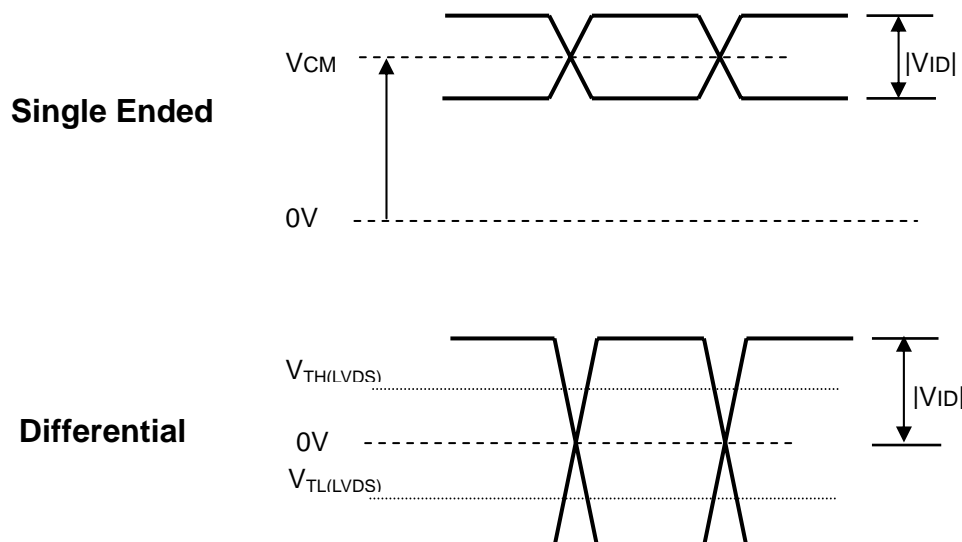 VCM
|VID|
Single Ended
0V
VTH(LVDS)
|VID|
Differential
0V
VTL(LVDS)